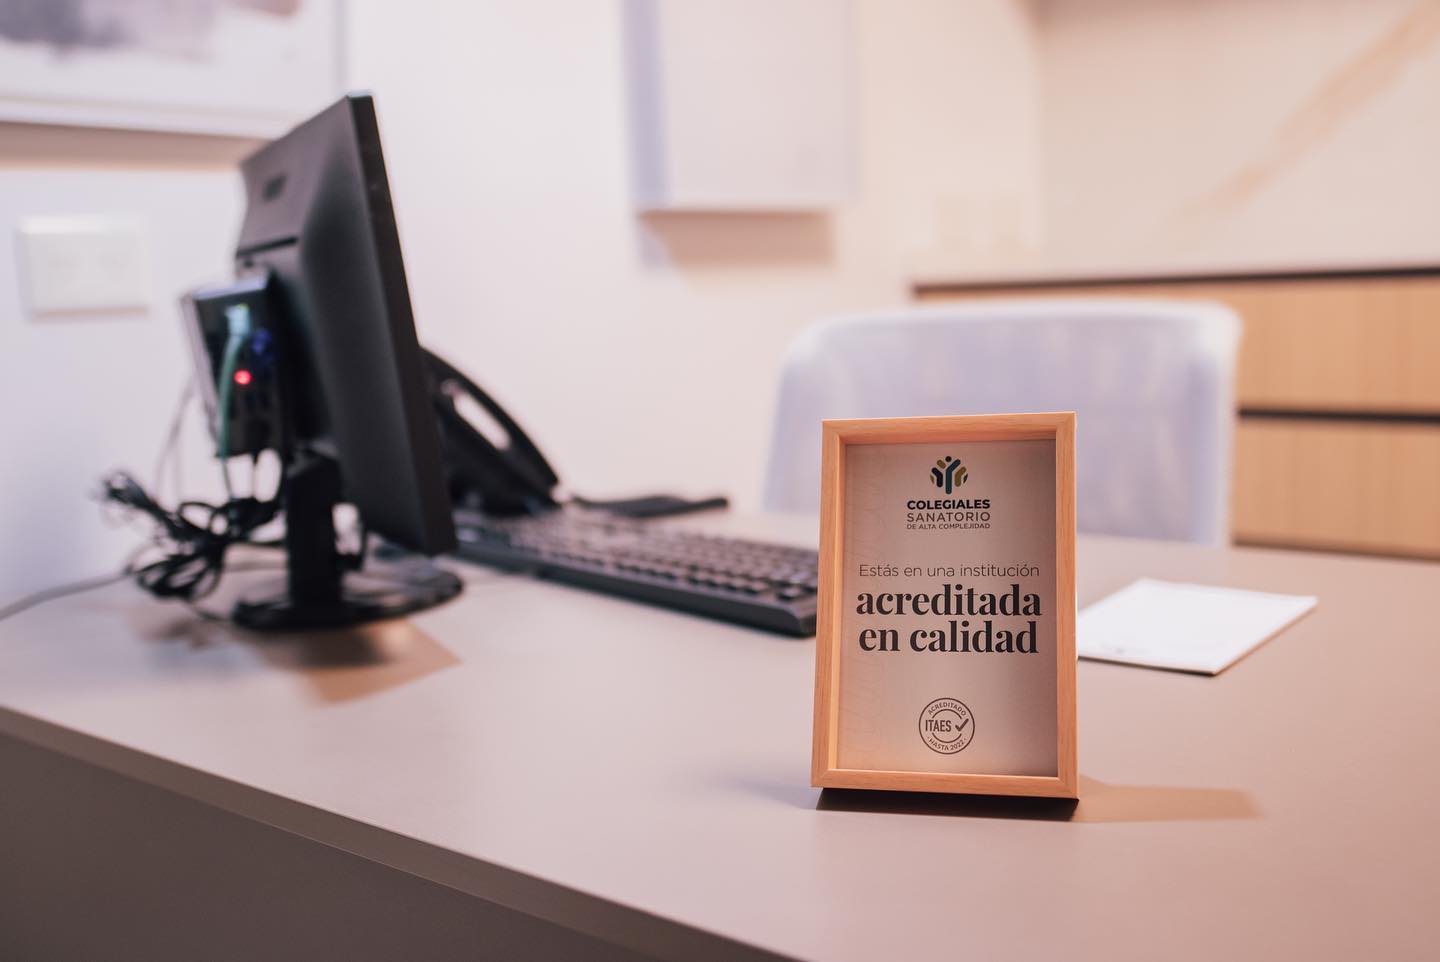 COLEGIALES
SANATORIO
DE ALTA COMPLEJIDAD
Estás en una institución
acreditada
en calidad
ACREDITADO
ITAES
HASTA 2022